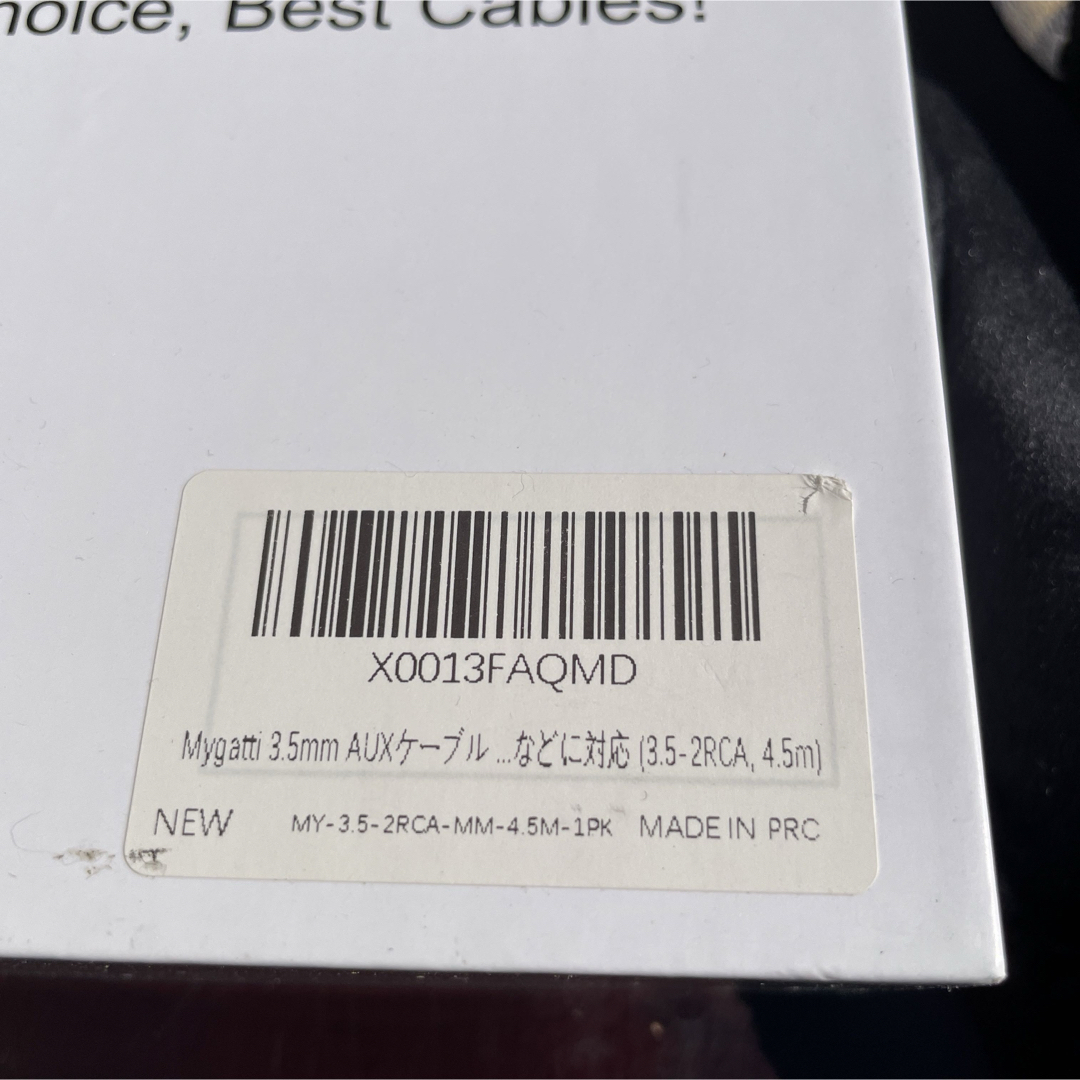 hoice, Best Cables!
X0013FAQMD
Mygatti 3.5mm AUXケーブル ...などに対応 (3.5-2RCA, 4.5m)
NEW MY-3.5-2RCA-MM-4.5M-1PK MADE IN PRC